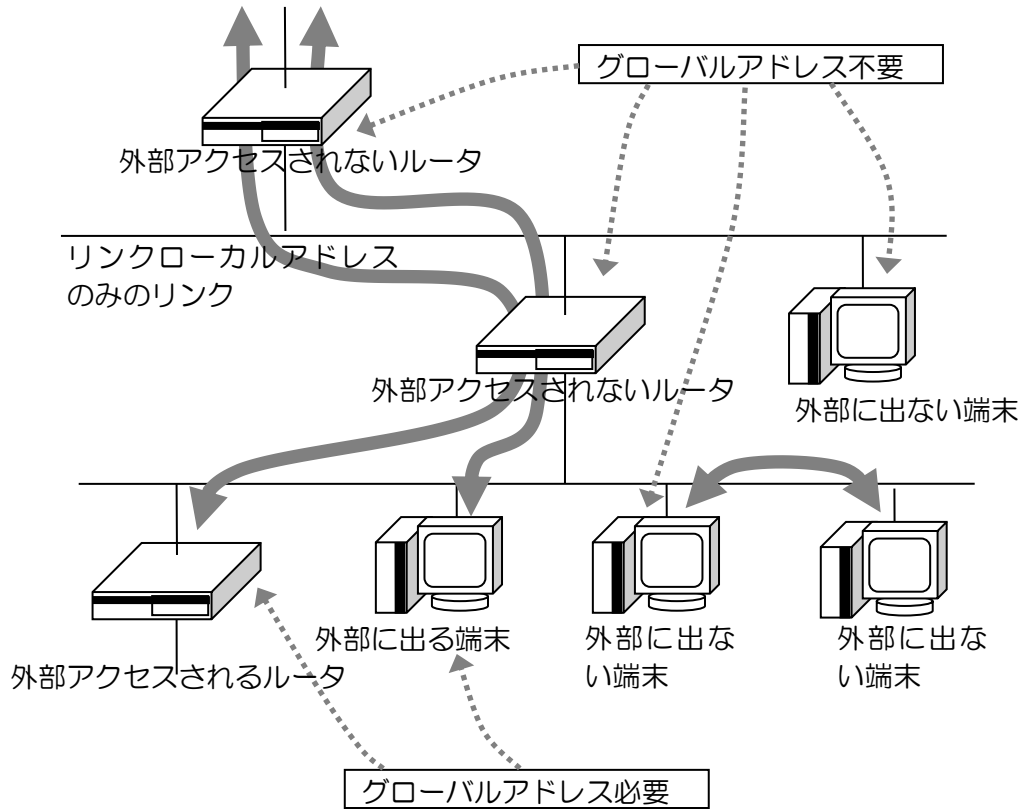 グローバルアドレス不要
外部アクセスされないルータ
リンクローカルアドレス
のみのリンク
外部アクセスされないルータ
外部に出ない端末
外部アクセスされるルータ
外部に出る端末
外部に出な
い端末
外部に出な
い端末
グローバルアドレス必要